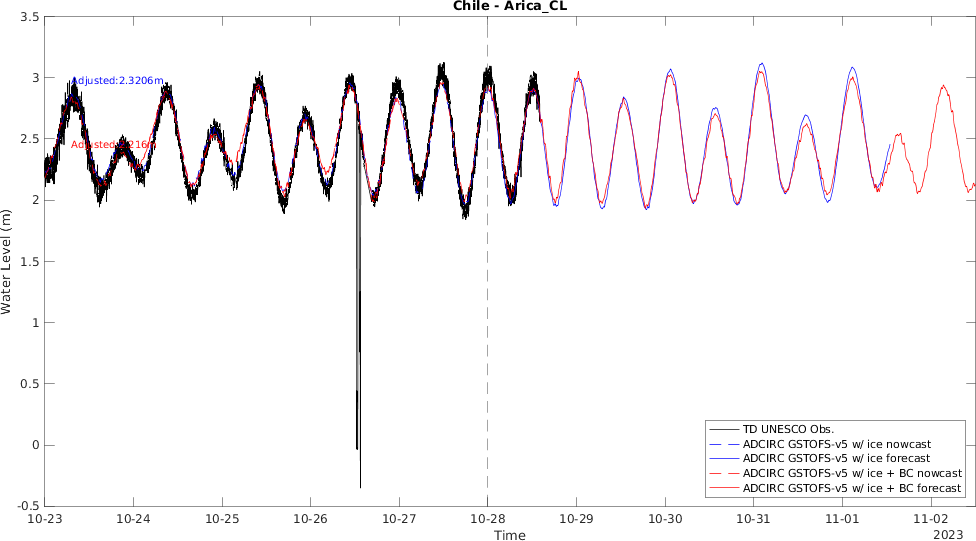 Chile - Arica_CL
3.5
3
2.5
2
1.5
1
0.5
0
-0.5
Water Level (m)
Adjusted:2.3206m
10-23
10-24
10-25
10-26
10-27
10-28
10-29
10-30
10-31
11-01
11-02
Time
2023
TD UNESCO Obs.
ADCIRC GSTOFS-v5 w/ ice nowcast
ADCIRC GSTOFS-v5 w/ ice forecast
ADCIRC GSTOFS-v5 w/ ice + BC nowcast
ADCIRC GSTOFS-v5 w/ ice + BC forecast